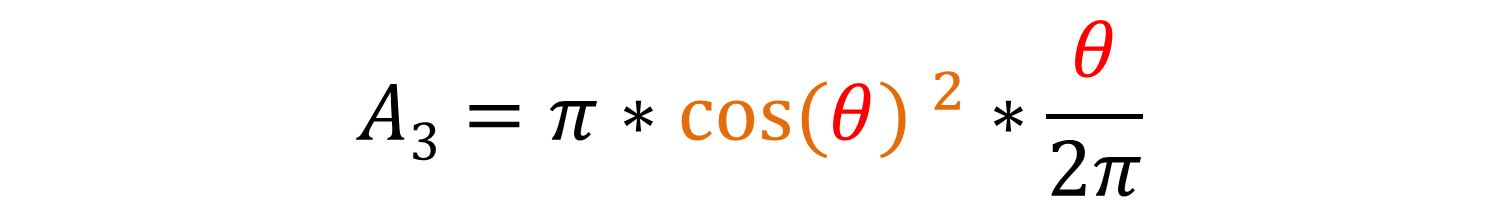 A₃ = π * cos(θ) ² * θ/2π